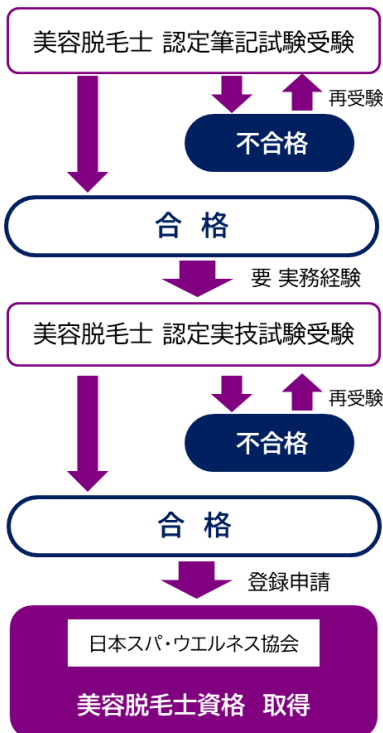 美容脱毛士 認定筆記試験受験
再受験
不合格
合 格
要 実務経験
美容脱毛士 認定実技試験受験
再受験
不合格
合 格
登録申請
日本スパ・ウエルネス協会
美容脱毛士資格 取得